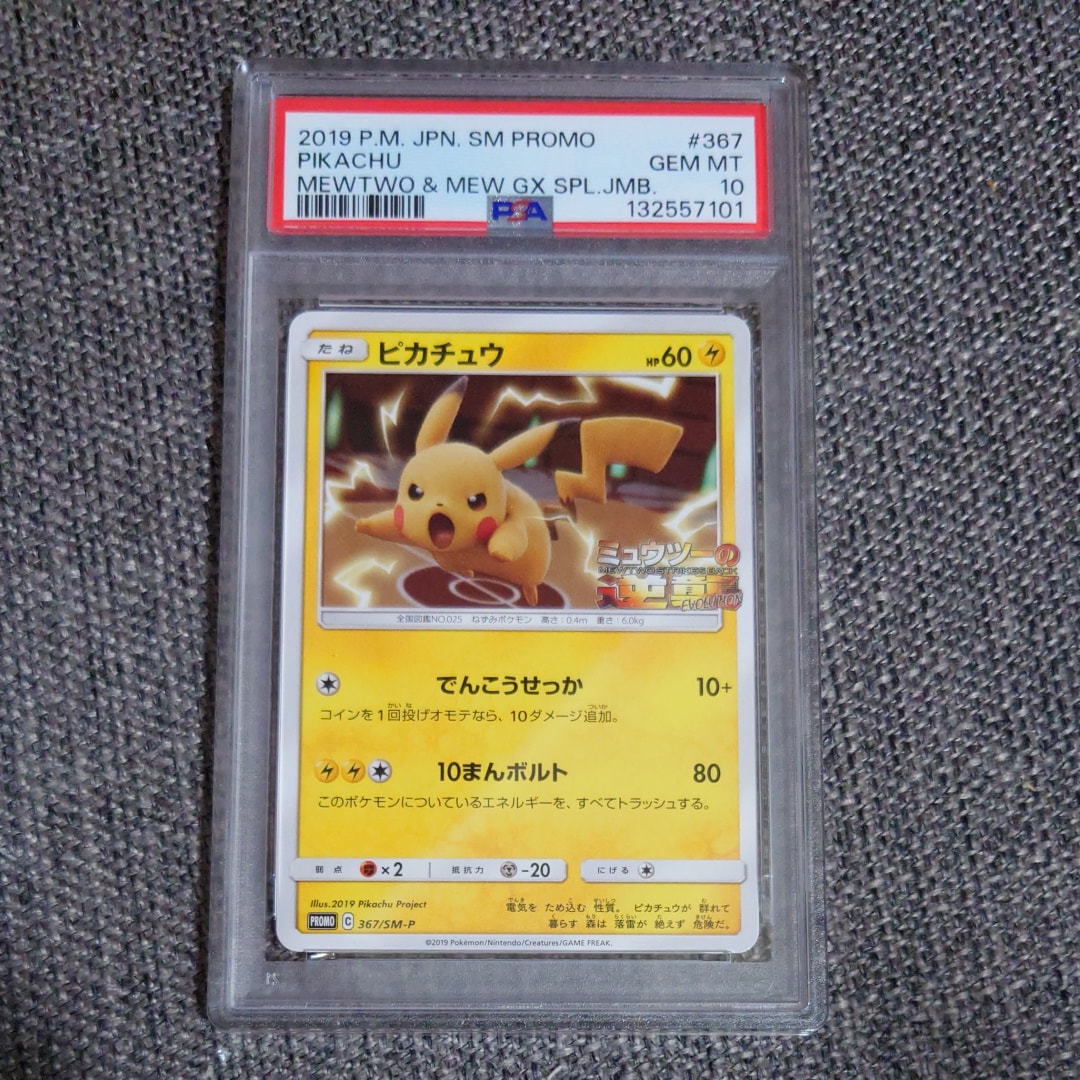 2019 P.M. JPN. SM PROMO #367
PIKACHU GEM MT
MEWTWO & MEW GX SPL.JMB. 10
PSA 132557101
たね ピカチュウ HP60
ミュウツーの
MEWTWO STRIKES BACK
逆襲
EVOLUTION
全国図鑑NO.025 ねずみポケモン 高さ:0.4m 重さ:6.0kg
でんこうせっか 10+
コインを1回投げオモテなら、10ダメージ追加。
10まんボルト 80
このポケモンについているエネルギーを、すべてトラッシュする。
弱点 ×2 抵抗力 -20 にげる
Illus.2019 Pikachu Project
電気を ため込む 性質。 ピカチュウが 群れて
暮らす 森は 落雷が 絶えず 危険だ。
PROMO C 367/SM-P
©2019 Pokémon/Nintendo/Creatures/GAME FREAK.